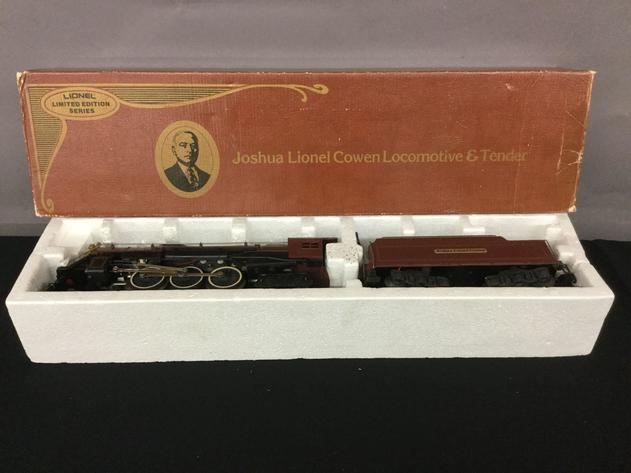 LIONEL
LIMITED EDITION
SERIES
Joshua Lionel Cowen Locomotive & Tender